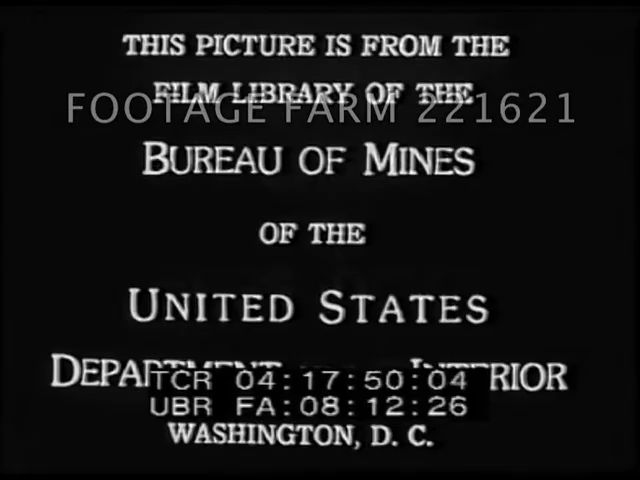 THIS PICTURE IS FROM THE
FILM LIBRARY OF THE
FOOTAGE FARM 221621
BUREAU OF MINES
OF THE
UNITED STATES
DEPARTMENT INTERIOR
TCR 04:17:50:04
UBR FA:08:12:26
WASHINGTON, D. C.